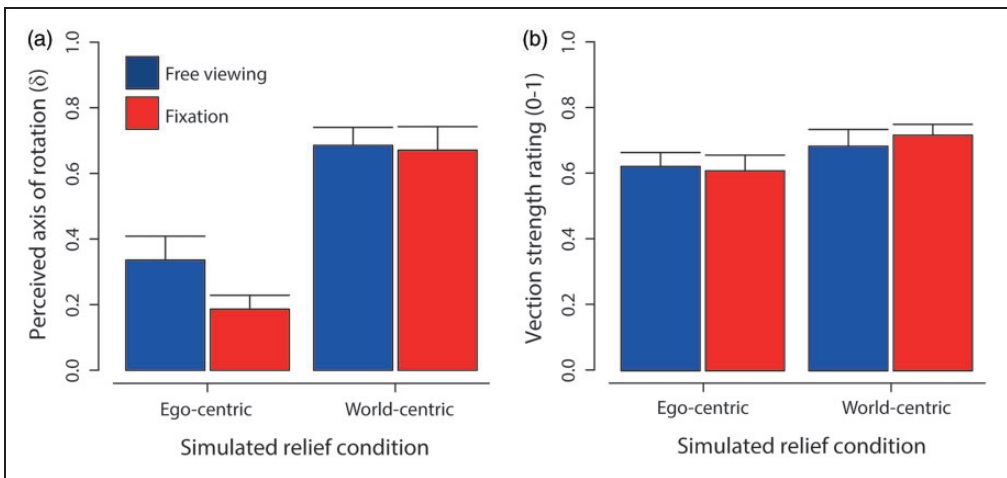 (a)
Perceived axis of rotation (δ)
0.0 0.2 0.4 0.6 0.8 1.0
Free viewing
Fixation
Ego-centric World-centric
Simulated relief condition
(b)
Vection strength rating (0-1)
0.0 0.2 0.4 0.6 0.8 1.0
Ego-centric World-centric
Simulated relief condition